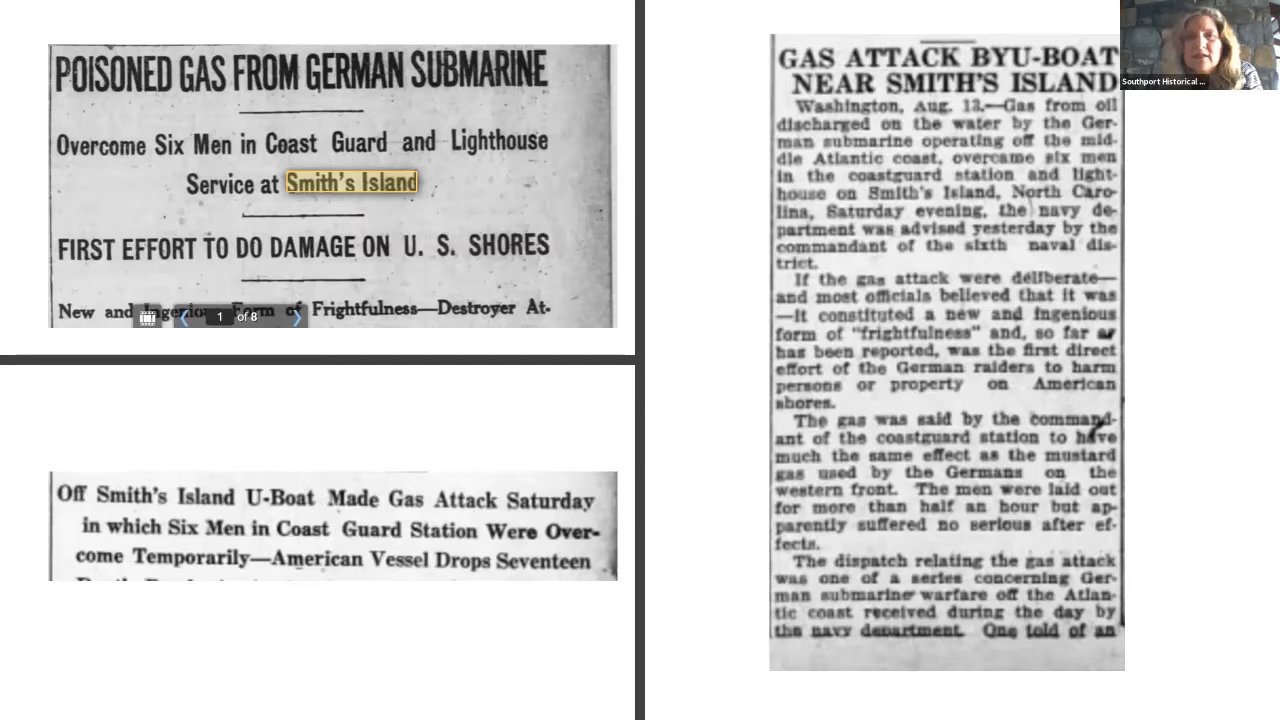 POISONED GAS FROM GERMAN SUBMARINE
Overcome Six Men in Coast Guard and Lighthouse
Service at Smith's Island
FIRST EFFORT TO DO DAMAGE ON U. S. SHORES
New and Ingenious Form of Frightfulness—Destroyer At-
1 of 8
Off Smith's Island U-Boat Made Gas Attack Saturday
in which Six Men in Coast Guard Station Were Over-
come Temporarily—American Vessel Drops Seventeen
GAS ATTACK BYU-BOAT
NEAR SMITH'S ISLAND
Washington, Aug. 13.—Gas from oil
discharged on the water by the Ger-
man submarine operating off the mid-
dle Atlantic coast, overcame six men
in the coastguard station and light-
house on Smith's Island, North Caro-
lina, Saturday evening, the navy de-
partment was advised yesterday by the
commandant of the sixth naval dis-
trict.
If the gas attack were deliberate—
and most officials believed that it was
—it constituted a new and ingenious
form of "frightfulness" and, so far as
has been reported, was the first direct
effort of the German raiders to harm
persons or property on American
shores.
The gas was said by the command-
ant of the coastguard station to have
much the same effect as the mustard
gas used by the Germans on the
western front. The men were laid out
for more than half an hour but ap-
parently suffered no serious after ef-
fects.
The dispatch relating the gas attack
was one of a series concerning Ger-
man submarine warfare off the Atlan-
tic coast received during the day by
the navy department. One told of an
Southport Historical ...